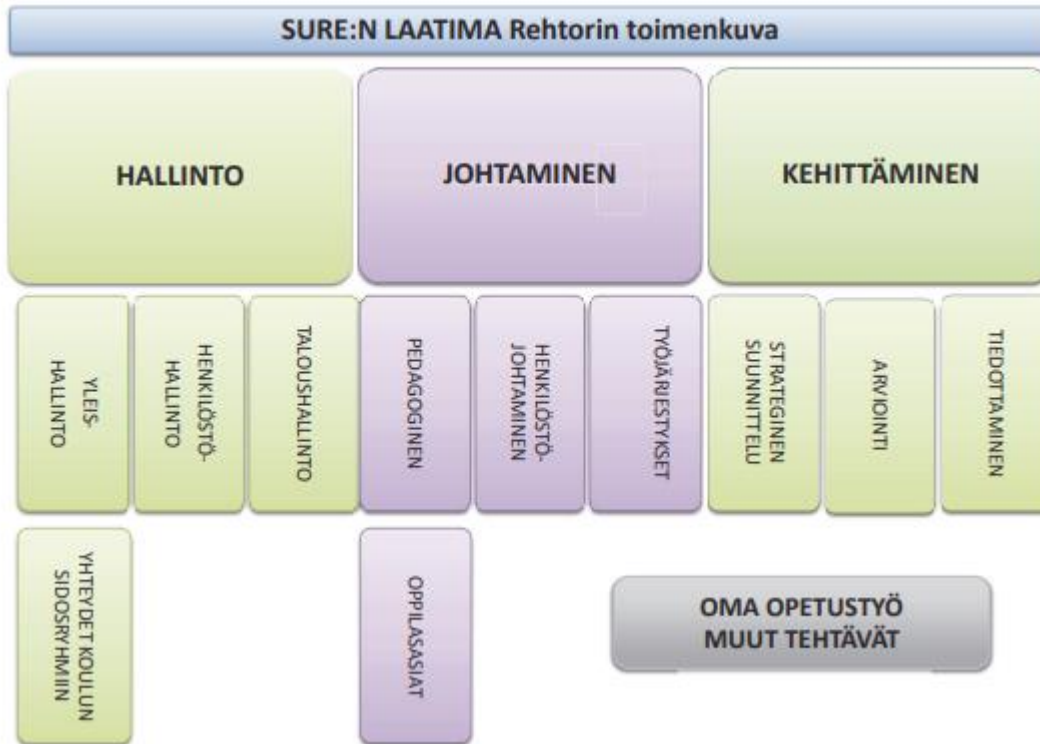 SURE:N LAATIMA Rehtorin toimenkuva
HALLINTO
JOHTAMINEN
KEHITTÄMINEN
YLEIS-
HALLINTO
HENKILÖSTÖ-
HALLINTO
TALOUSHALLINTO
PEDAGOGINEN
HENKILÖSTÖ-
JOHTAMINEN
TYÖJÄRJESTYKSET
STRATEGINEN
SUUNNITTELU
ARVIOINTI
TIEDOTTAMINEN
YHTEYDET KOULUN
SIDOSRYHMIIN
OPPILASASIAT
OMA OPETUSTYÖ
MUUT TEHTÄVÄT